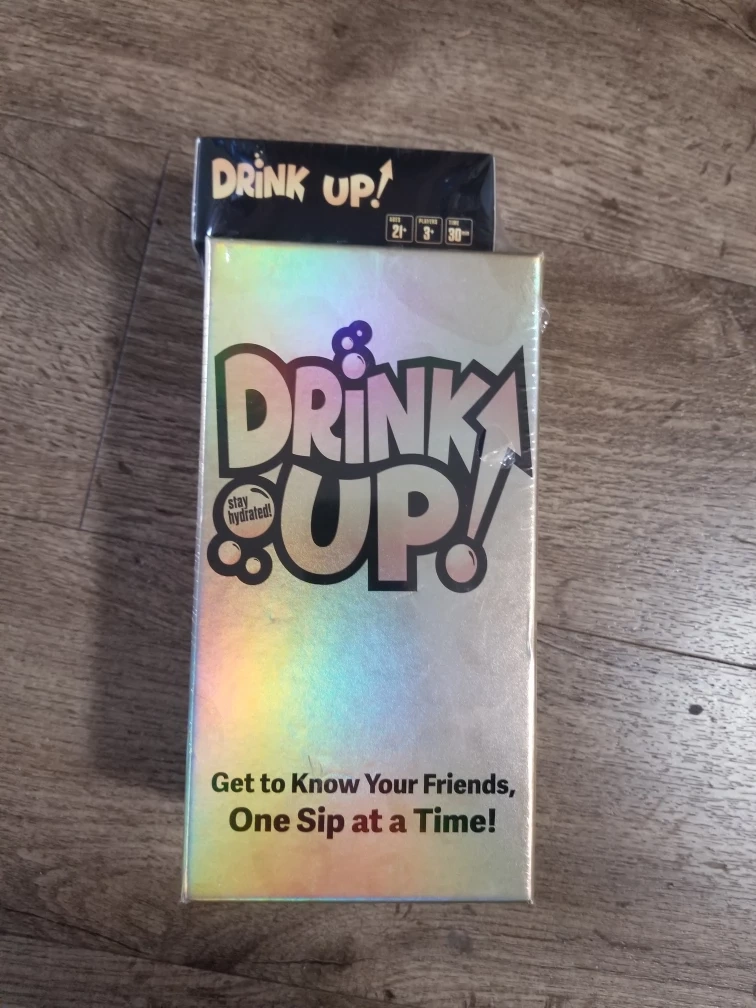 DRINK UP!
AGES PLAYERS TIME
21+ 3+ 30MIN
DRINK
UP!
stay
hydrated!
Get to Know Your Friends,
One Sip at a Time!